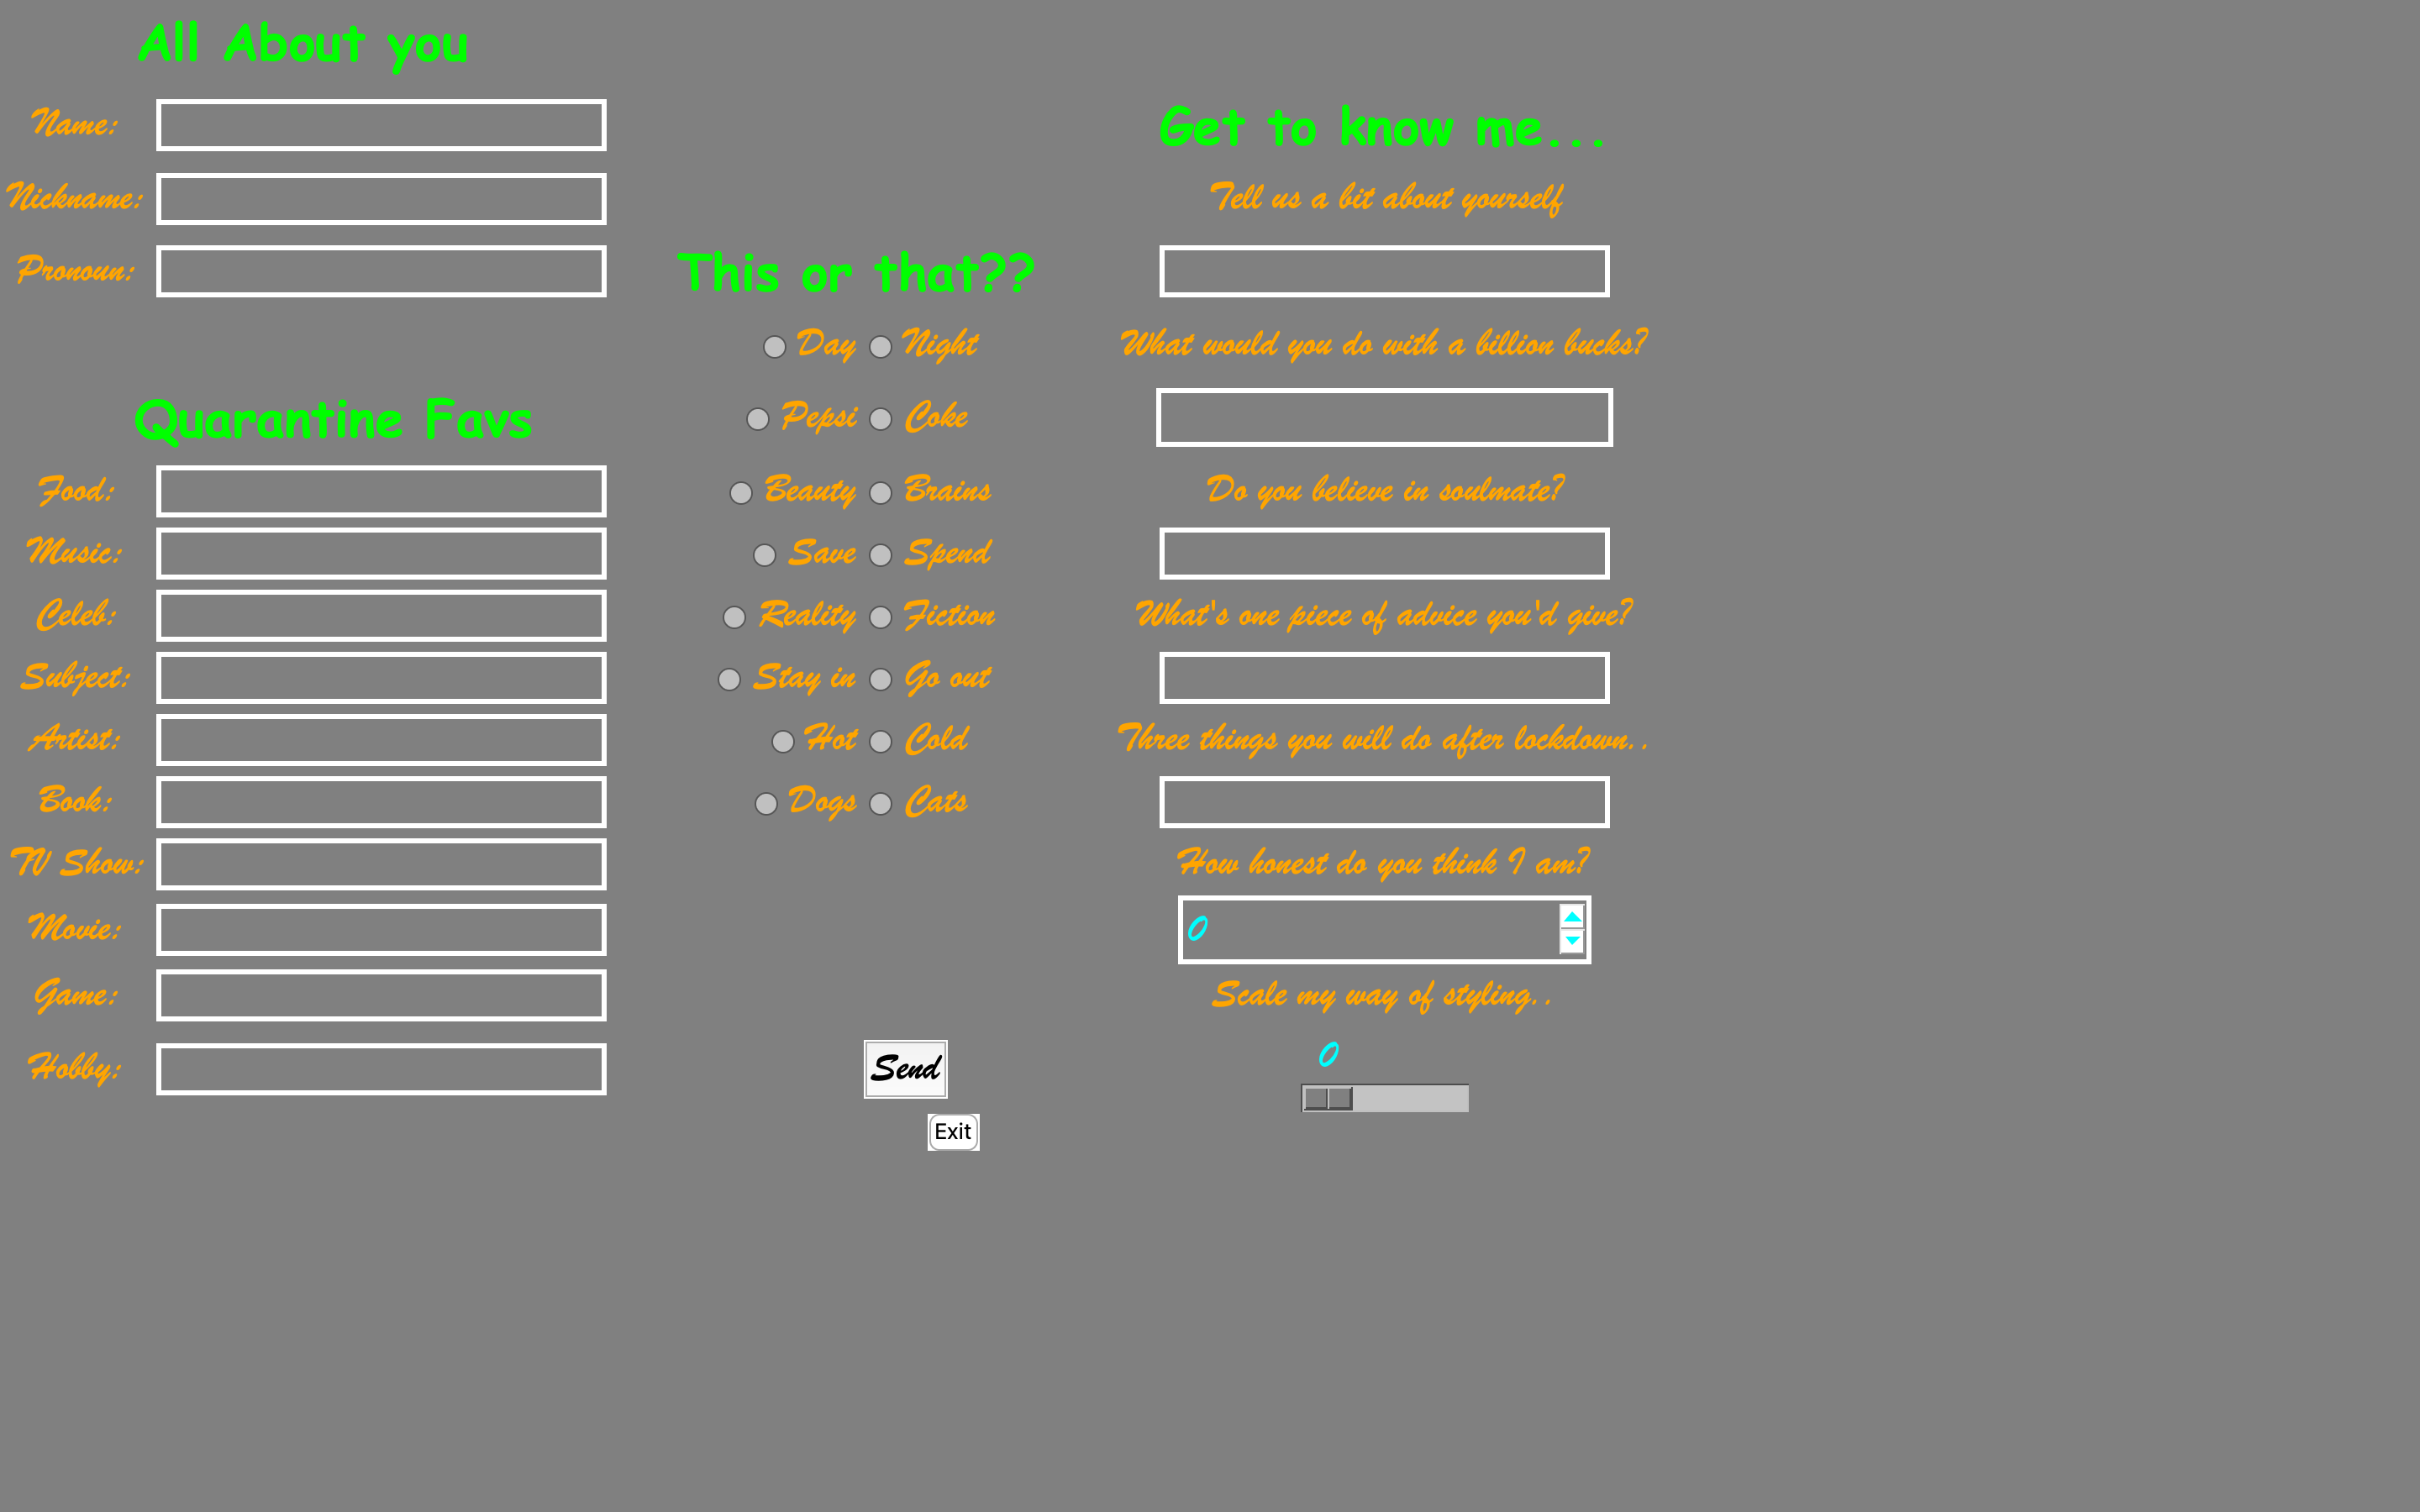 All About you
Name:
Nickname:
Pronoun:
Quarantine Favs
Food:
Music:
Celeb:
Subject:
Artist:
Book:
TV Show:
Movie:
Game:
Hobby:
This or that??
Day Night
Pepsi Coke
Beauty Brains
Save Spend
Reality Fiction
Stay in Go out
Hot Cold
Dogs Cats
Send
Exit
Get to know me...
Tell us a bit about yourself
What would you do with a billion bucks?
Do you believe in soulmate?
What's one piece of advice you'd give?
Three things you will do after lockdown..
How honest do you think I am?
0
Scale my way of styling..
0